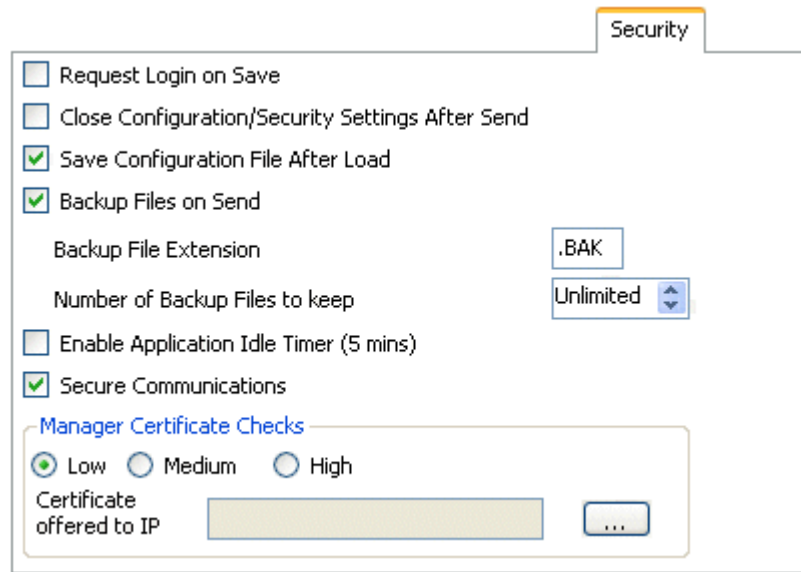 Security
Request Login on Save
Close Configuration/Security Settings After Send
Save Configuration File After Load
Backup Files on Send
Backup File Extension .BAK
Number of Backup Files to keep Unlimited
Enable Application Idle Timer (5 mins)
Secure Communications
Manager Certificate Checks
Low Medium High
Certificate
offered to IP ...